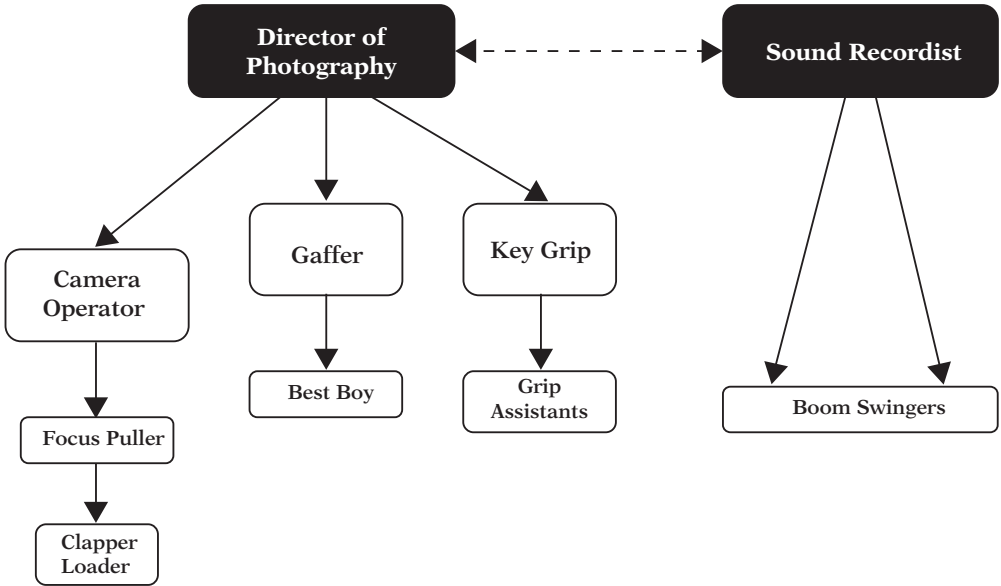 Director of
Photography
Sound Recordist
Camera
Operator
Gaffer
Key Grip
Focus Puller
Best Boy
Grip
Assistants
Boom Swingers
Clapper
Loader